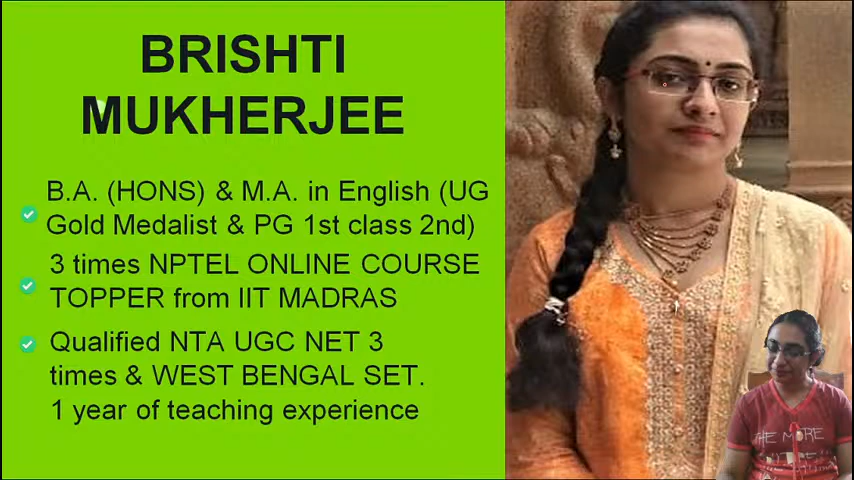 BRISHTI
MUKHERJEE
B.A. (HONS) & M.A. in English (UG
Gold Medalist & PG 1st class 2nd)
3 times NPTEL ONLINE COURSE
TOPPER from IIT MADRAS
Qualified NTA UGC NET 3
times & WEST BENGAL SET.
1 year of teaching experience
THE MORE